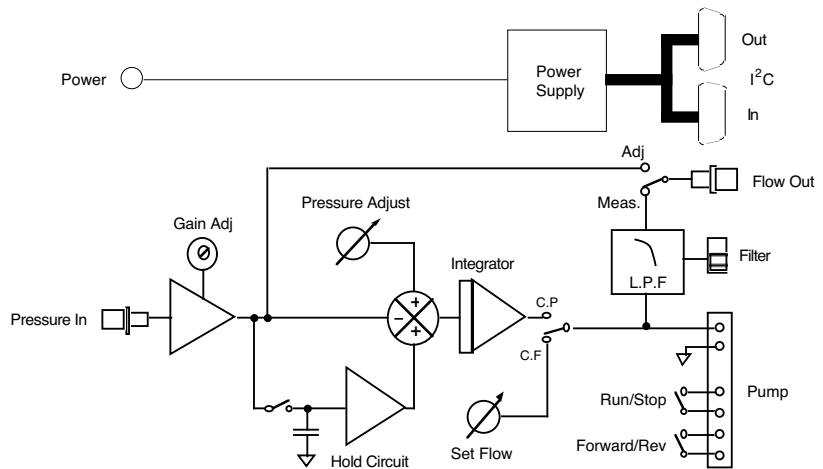 Out
Power
Power
Supply
I²C
In
Adj
Flow Out
Meas.
Pressure Adjust
Gain Adj
Filter
Integrator
L.P.F
+
C.P
Pressure In
−
+
C.F
Pump
Run/Stop
Set Flow
Forward/Rev
Hold Circuit